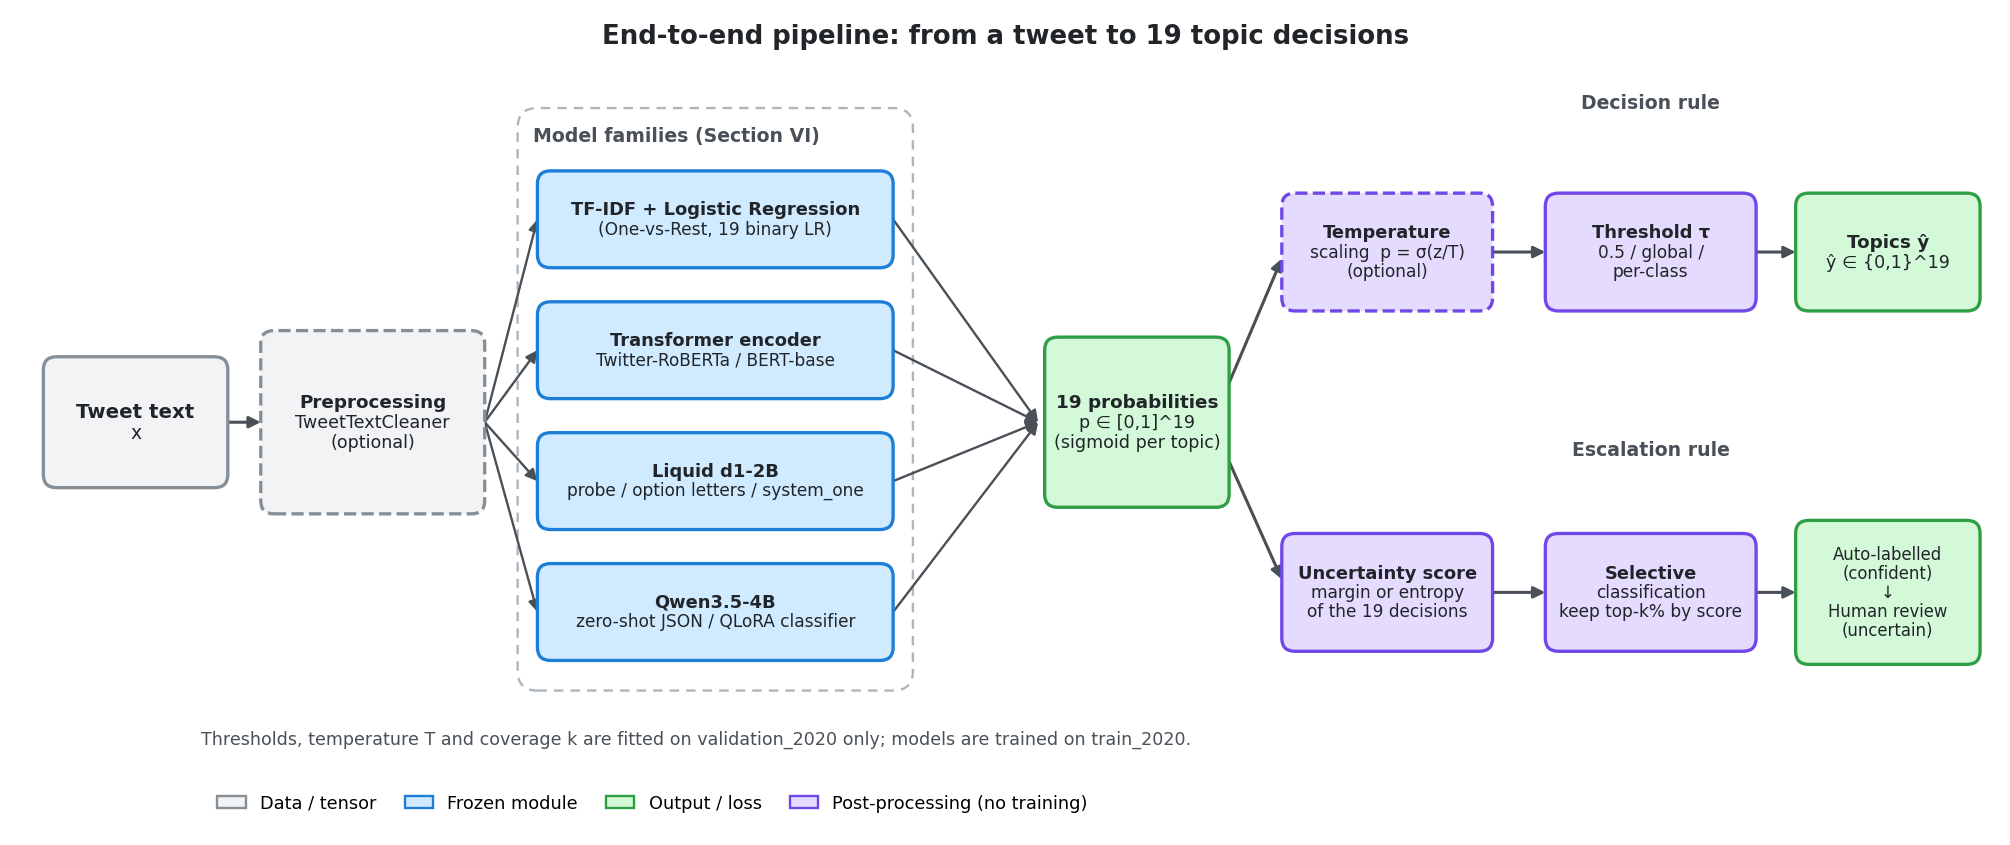 End-to-end pipeline: from a tweet to 19 topic decisions
Tweet text
x
Preprocessing
TweetTextCleaner
(optional)
Model families (Section VI)
TF-IDF + Logistic Regression
(One-vs-Rest, 19 binary LR)
Transformer encoder
Twitter-RoBERTa / BERT-base
Liquid d1-2B
probe / option letters / system_one
Qwen3.5-4B
zero-shot JSON / QLoRA classifier
19 probabilities
p ∈ [0,1]^19
(sigmoid per topic)
Decision rule
Temperature
scaling  p = σ(z/T)
(optional)
Threshold τ
0.5 / global /
per-class
Topics ŷ
ŷ ∈ {0,1}^19
Escalation rule
Uncertainty score
margin or entropy
of the 19 decisions
Selective
classification
keep top-k% by score
Auto-labelled
(confident)
↓
Human review
(uncertain)
Thresholds, temperature T and coverage k are fitted on validation_2020 only; models are trained on train_2020.
Data / tensor
Frozen module
Output / loss
Post-processing (no training)